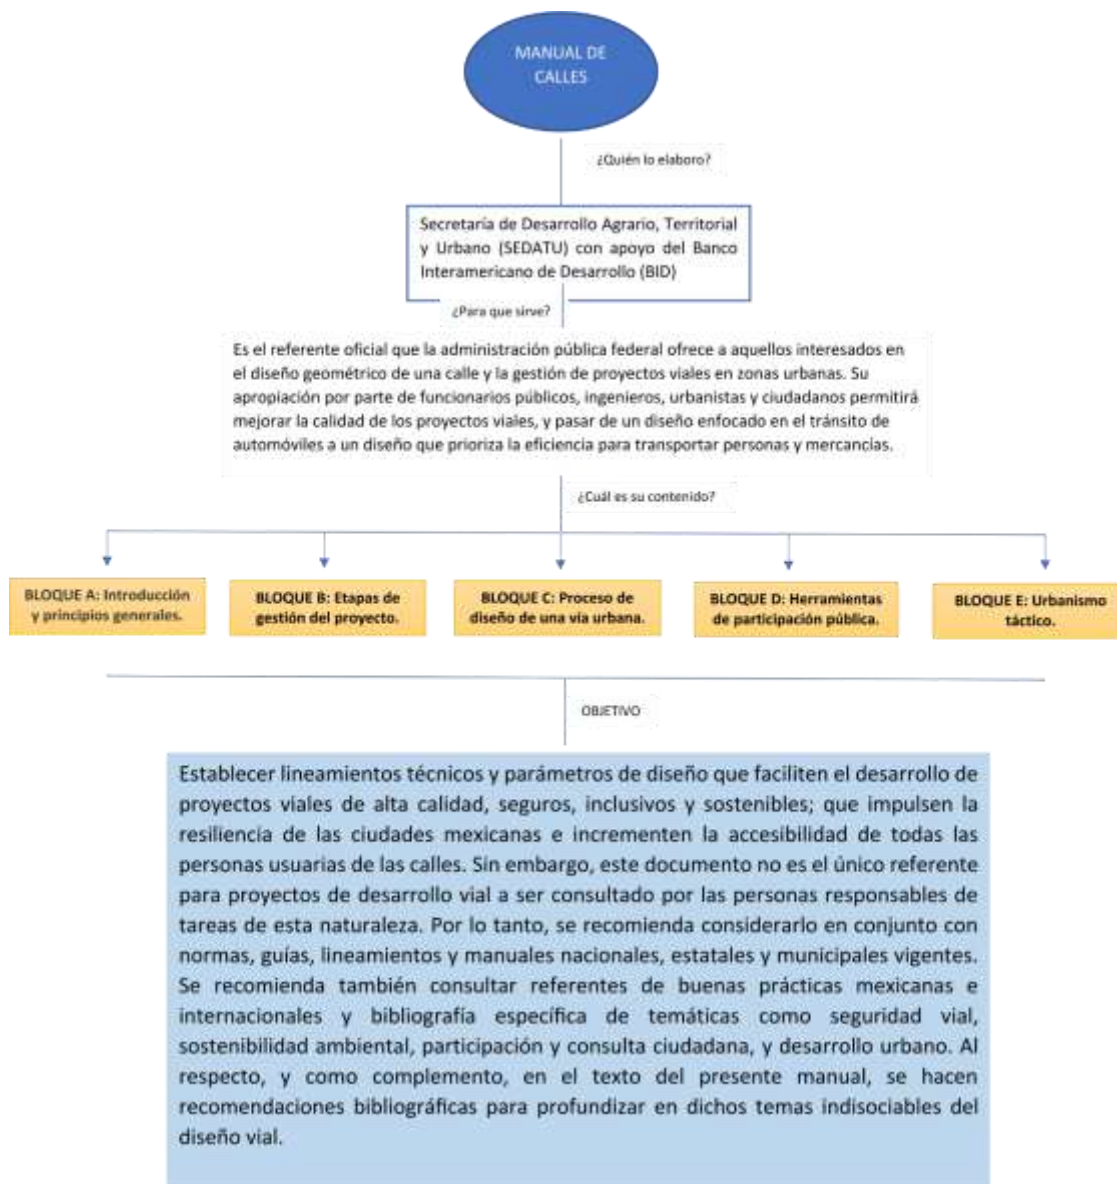 MANUAL DE
CALLES
¿Quién lo elaboro?
Secretaría de Desarrollo Agrario, Territorial
y Urbano (SEDATU) con apoyo del Banco
Interamericano de Desarrollo (BID)
¿Para que sirve?
Es el referente oficial que la administración pública federal ofrece a aquellos interesados en
el diseño geométrico de una calle y la gestión de proyectos viales en zonas urbanas. Su
apropiación por parte de funcionarios públicos, ingenieros, urbanistas y ciudadanos permitirá
mejorar la calidad de los proyectos viales, y pasar de un diseño enfocado en el tránsito de
automóviles a un diseño que prioriza la eficiencia para transportar personas y mercancías.
¿Cuál es su contenido?
BLOQUE A: Introducción
y principios generales.
BLOQUE B: Etapas de
gestión del proyecto.
BLOQUE C: Proceso de
diseño de una vía urbana.
BLOQUE D: Herramientas
de participación pública.
BLOQUE E: Urbanismo
táctico.
OBJETIVO
Establecer lineamientos técnicos y parámetros de diseño que faciliten el desarrollo de
proyectos viales de alta calidad, seguros, inclusivos y sostenibles; que impulsen la
resiliencia de las ciudades mexicanas e incrementen la accesibilidad de todas las
personas usuarias de las calles. Sin embargo, este documento no es el único referente
para proyectos de desarrollo vial a ser consultado por las personas responsables de
tareas de esta naturaleza. Por lo tanto, se recomienda considerarlo en conjunto con
normas, guías, lineamientos y manuales nacionales, estatales y municipales vigentes.
Se recomienda también consultar referentes de buenas prácticas mexicanas e
internacionales y bibliografía específica de temáticas como seguridad vial,
sostenibilidad ambiental, participación y consulta ciudadana, y desarrollo urbano. Al
respecto, y como complemento, en el texto del presente manual, se hacen
recomendaciones bibliográficas para profundizar en dichos temas indisociables del
diseño vial.